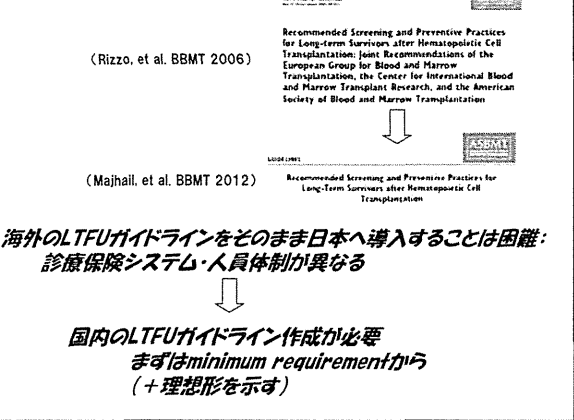 Recommended Screening and Preventive Practices
for Long-term Survivors after Hematopoietic Cell
Transplantation: Joint Recommendations of the
European Group for Blood and Marrow
Transplantation, the Center for International Blood
and Marrow Transplant Research, and the American
Society of Blood and Marrow Transplantation
(Rizzo, et al. BBMT 2006)
ASBMT
Recommended Screening and Preventive Practices for
Long-Term Survivors after Hematopoietic Cell
Transplantation
(Majhail, et al. BBMT 2012)
海外のLTFUガイドラインをそのまま日本へ導入することは困難:
診療保険システム・人員体制が異なる
国内のLTFUガイドライン作成が必要
まずはminimum requirementから
(+理想形を示す)